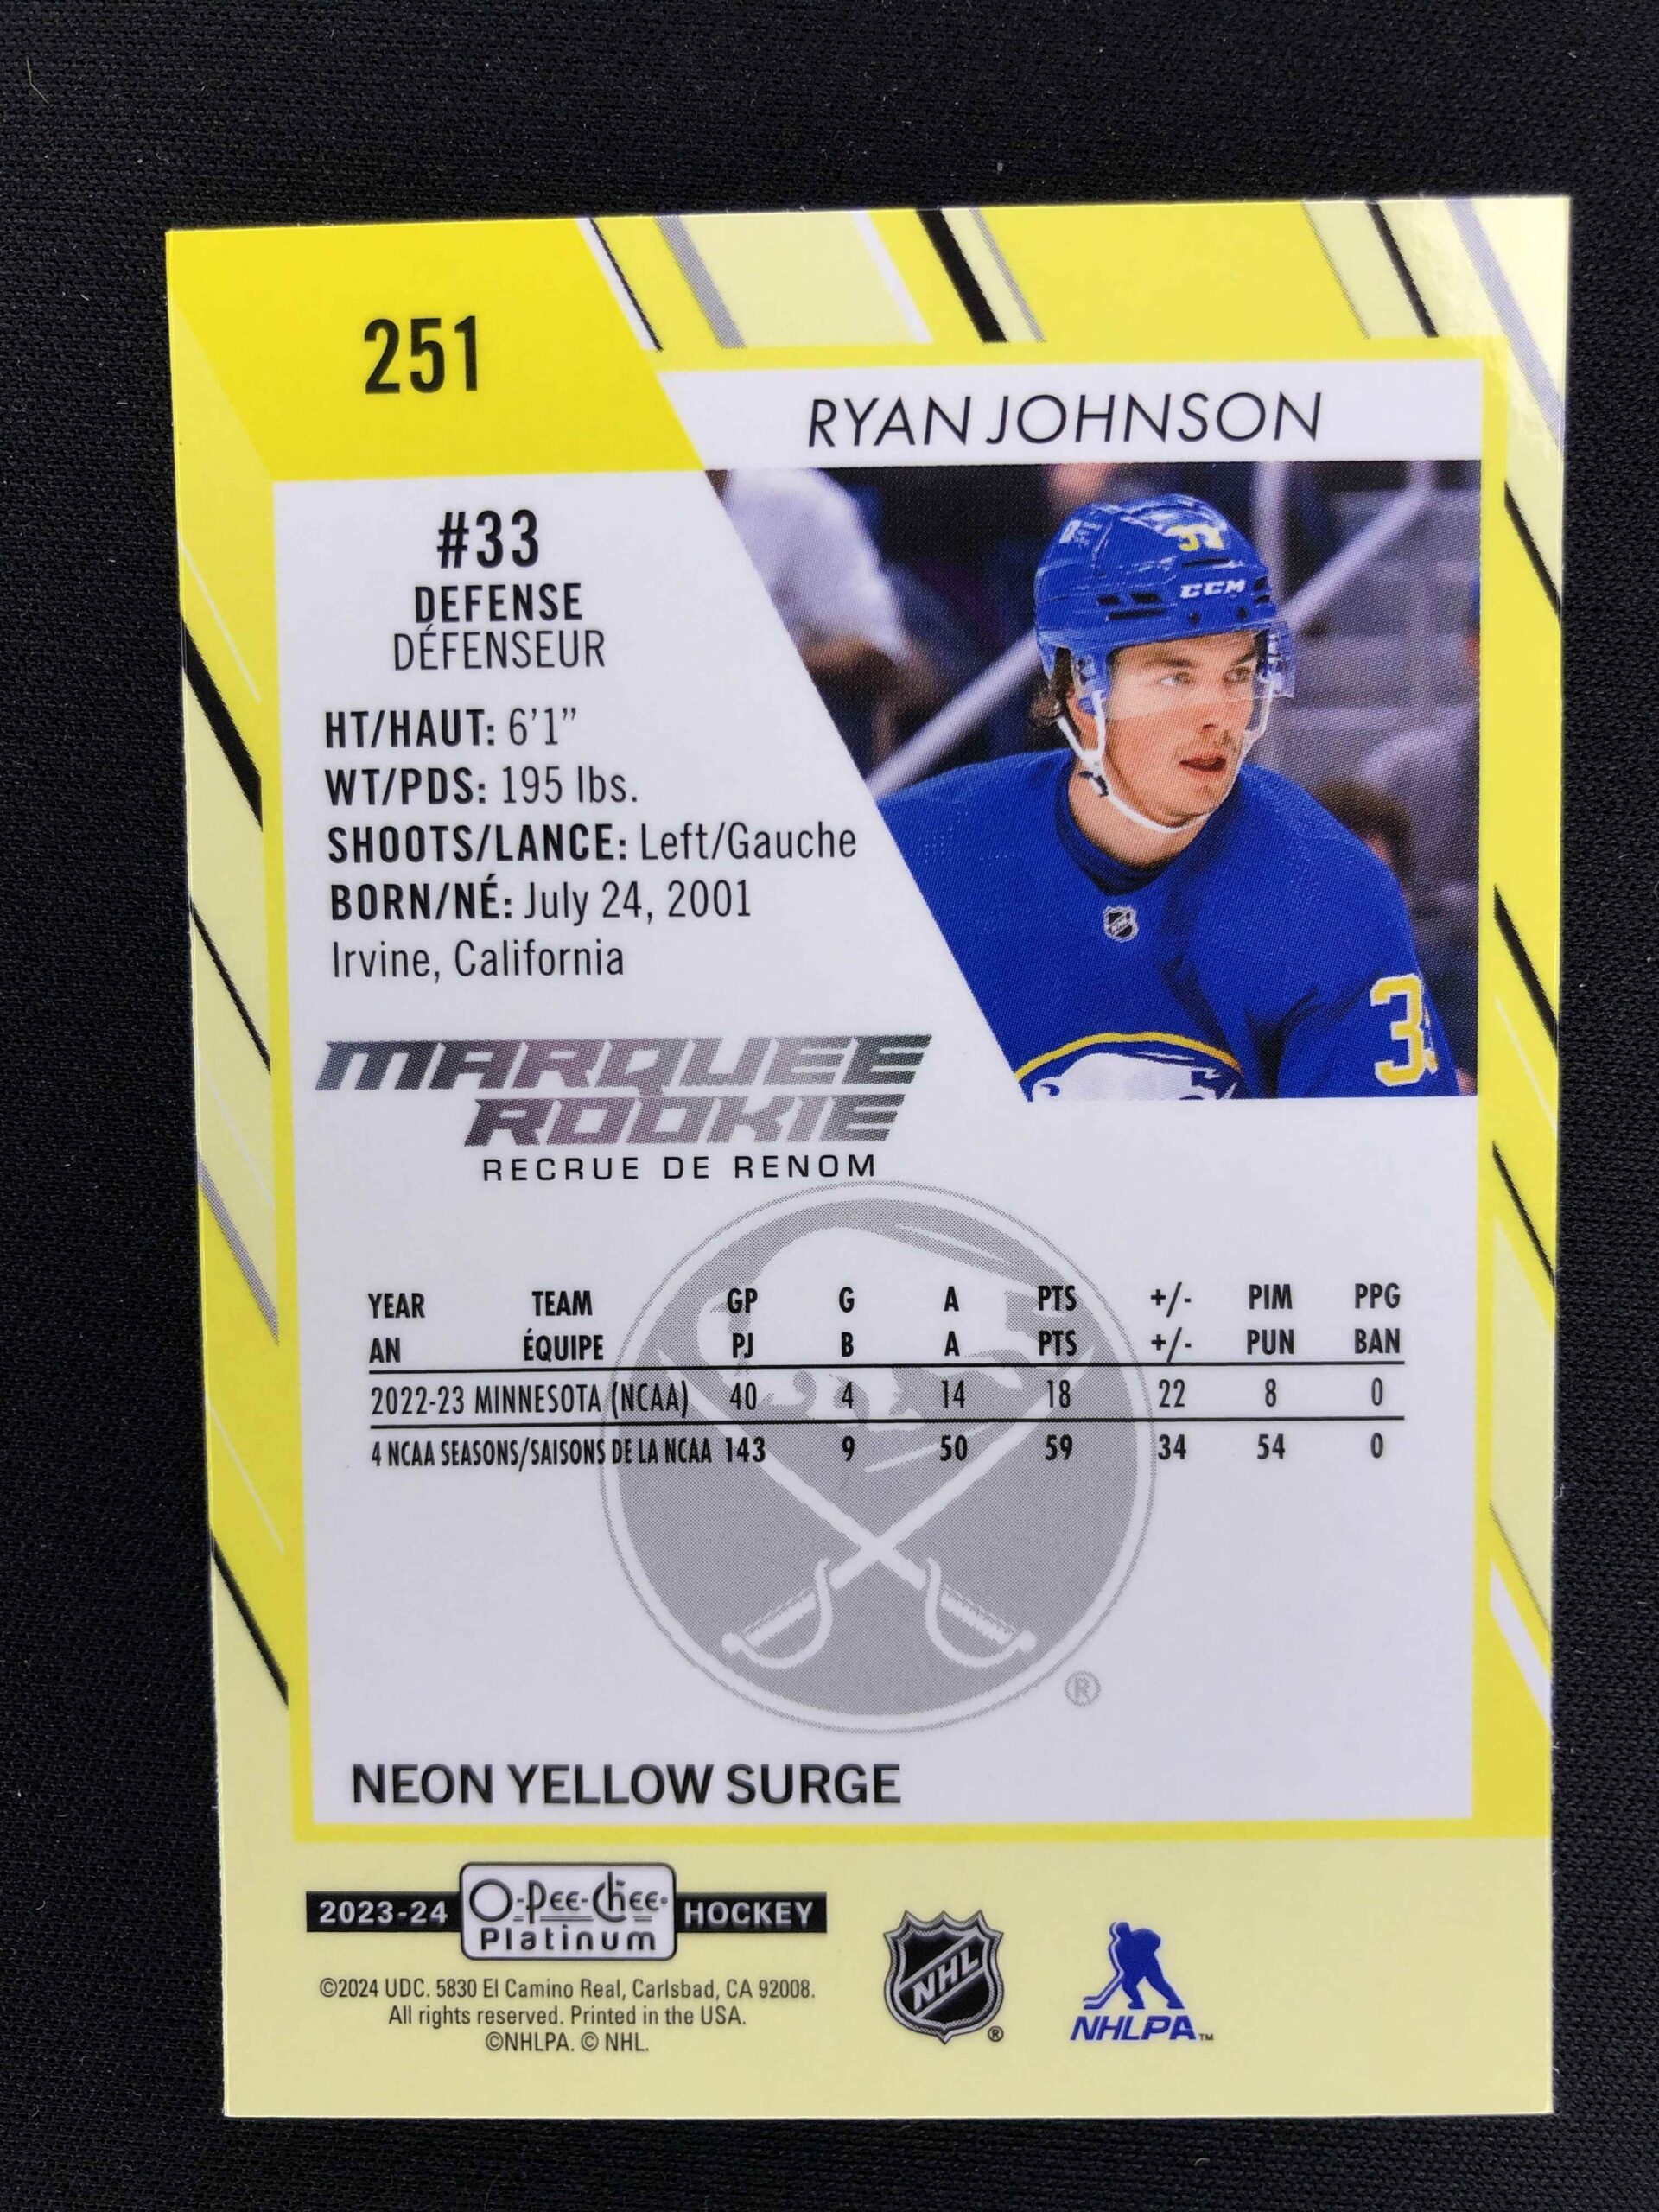 251
RYAN JOHNSON
#33
DEFENSE
DÉFENSEUR
HT/HAUT: 6'1"
WT/PDS: 195 lbs.
SHOOTS/LANCE: Left/Gauche
BORN/NÉ: July 24, 2001
Irvine, California
CCM
MARQUEE
ROOKIE
RECRUE DE RENOM
YEAR TEAM GP G A PTS +/- PIM PPG
AN ÉQUIPE PJ B A PTS +/- PUN BAN
2022-23 MINNESOTA (NCAA) 40 4 14 18 22 8 0
4 NCAA SEASONS/SAISONS DE LA NCAA 143 9 50 59 34 54 0
®
NEON YELLOW SURGE
2023-24 O-Pee-Chee® HOCKEY
Platinum
©2024 UDC. 5830 El Camino Real, Carlsbad, CA 92008.
All rights reserved. Printed in the USA.
©NHLPA. © NHL.
NHL ®
NHLPA™